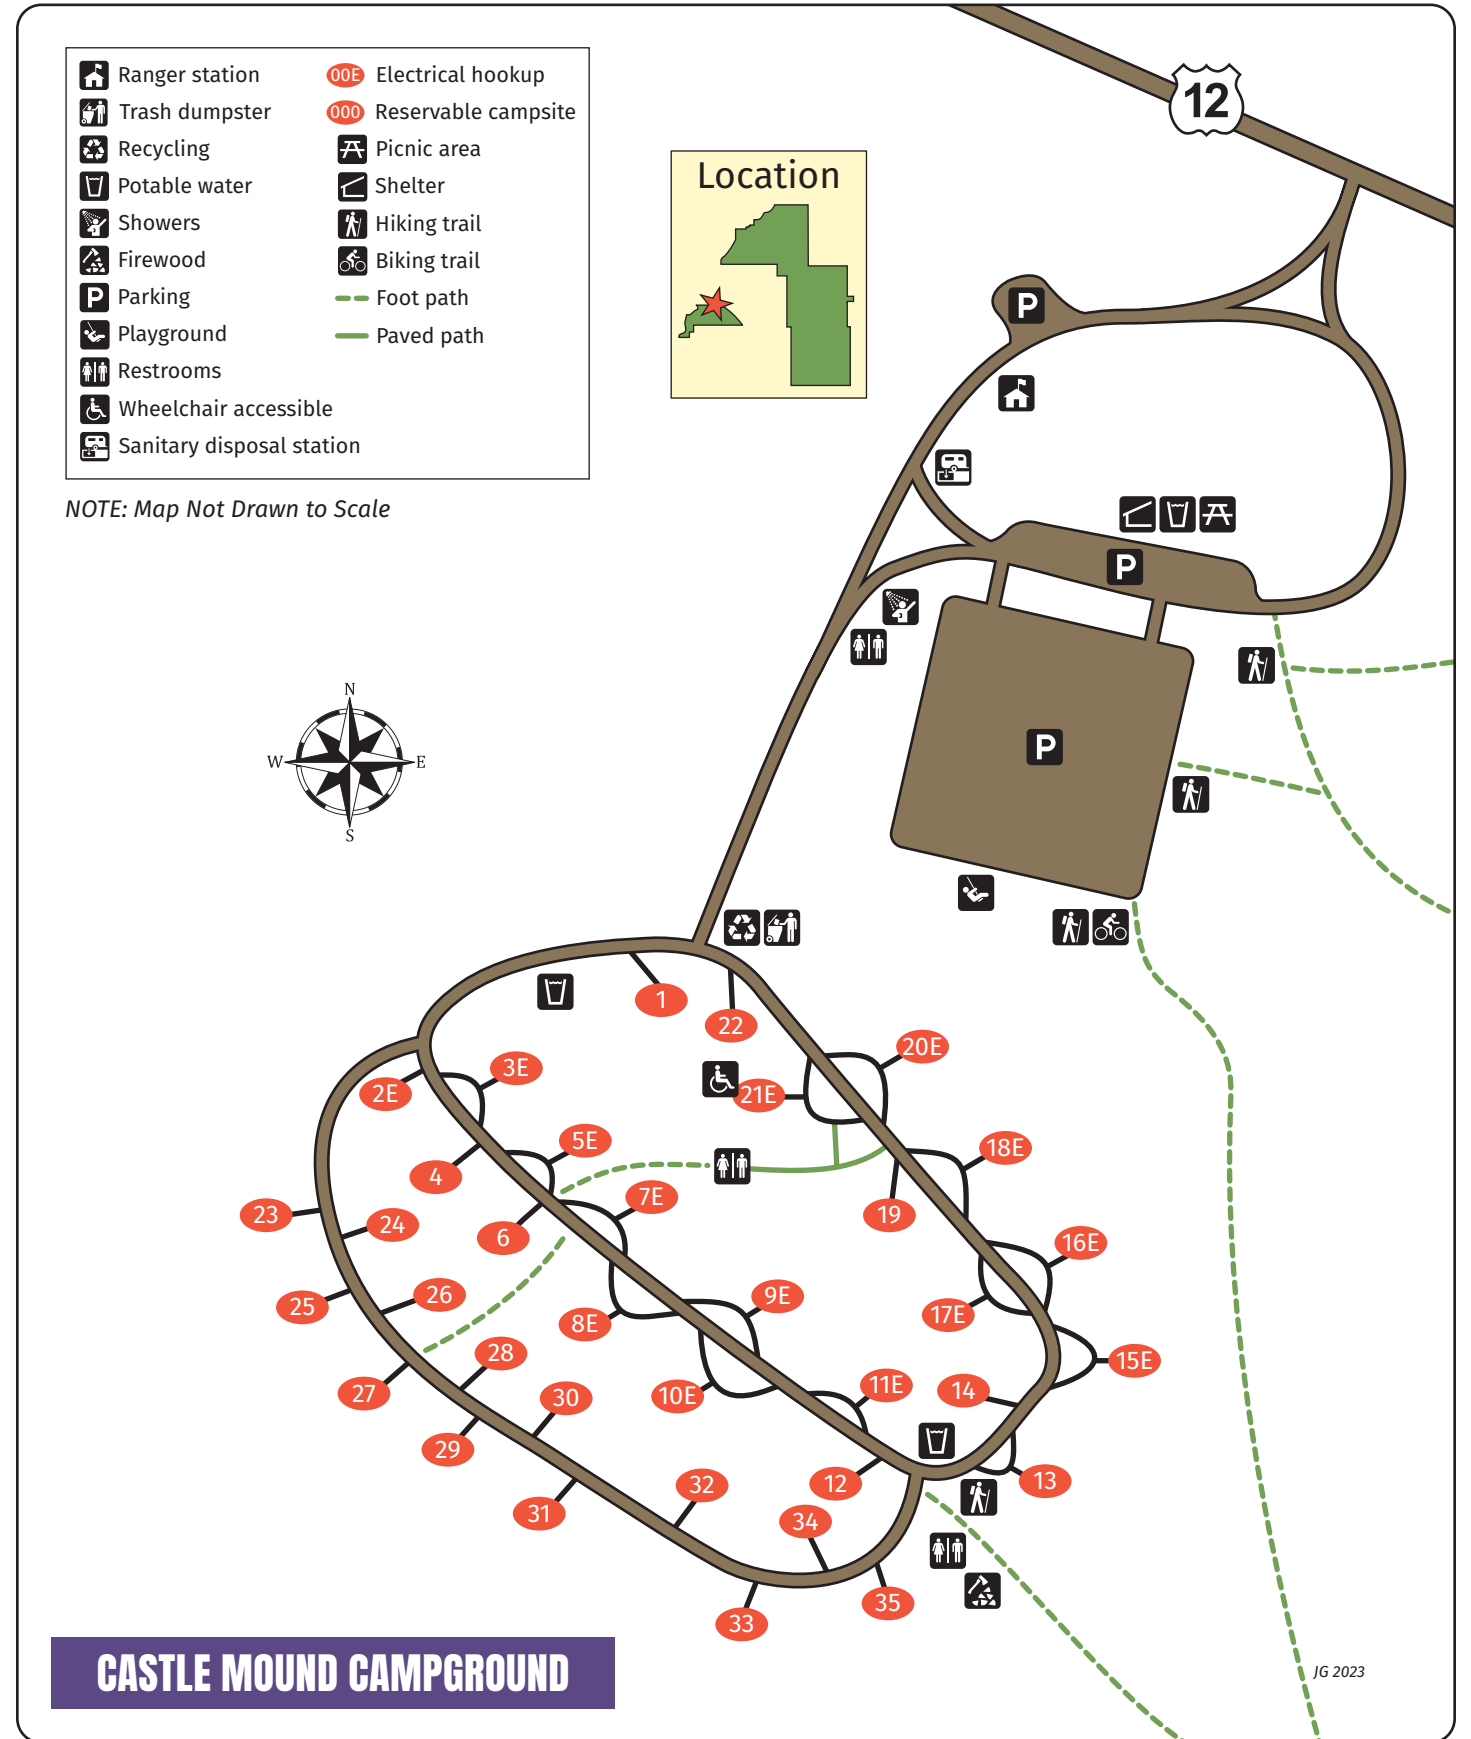 Ranger station
Trash dumpster
Recycling
Potable water
Showers
Firewood
P Parking
Playground
Restrooms
Wheelchair accessible
Sanitary disposal station
00E Electrical hookup
000 Reservable campsite
Picnic area
Shelter
Hiking trail
Biking trail
Foot path
Paved path
NOTE: Map Not Drawn to Scale
Location
12
P
P
P
N
W
E
S
1
22
20E
21E
2E
3E
4
5E
6
7E
18E
19
23
24
25
26
16E
17E
8E
9E
15E
28
27
10E
11E
14
30
29
12
13
32
31
34
35
33
CASTLE MOUND CAMPGROUND
JG 2023